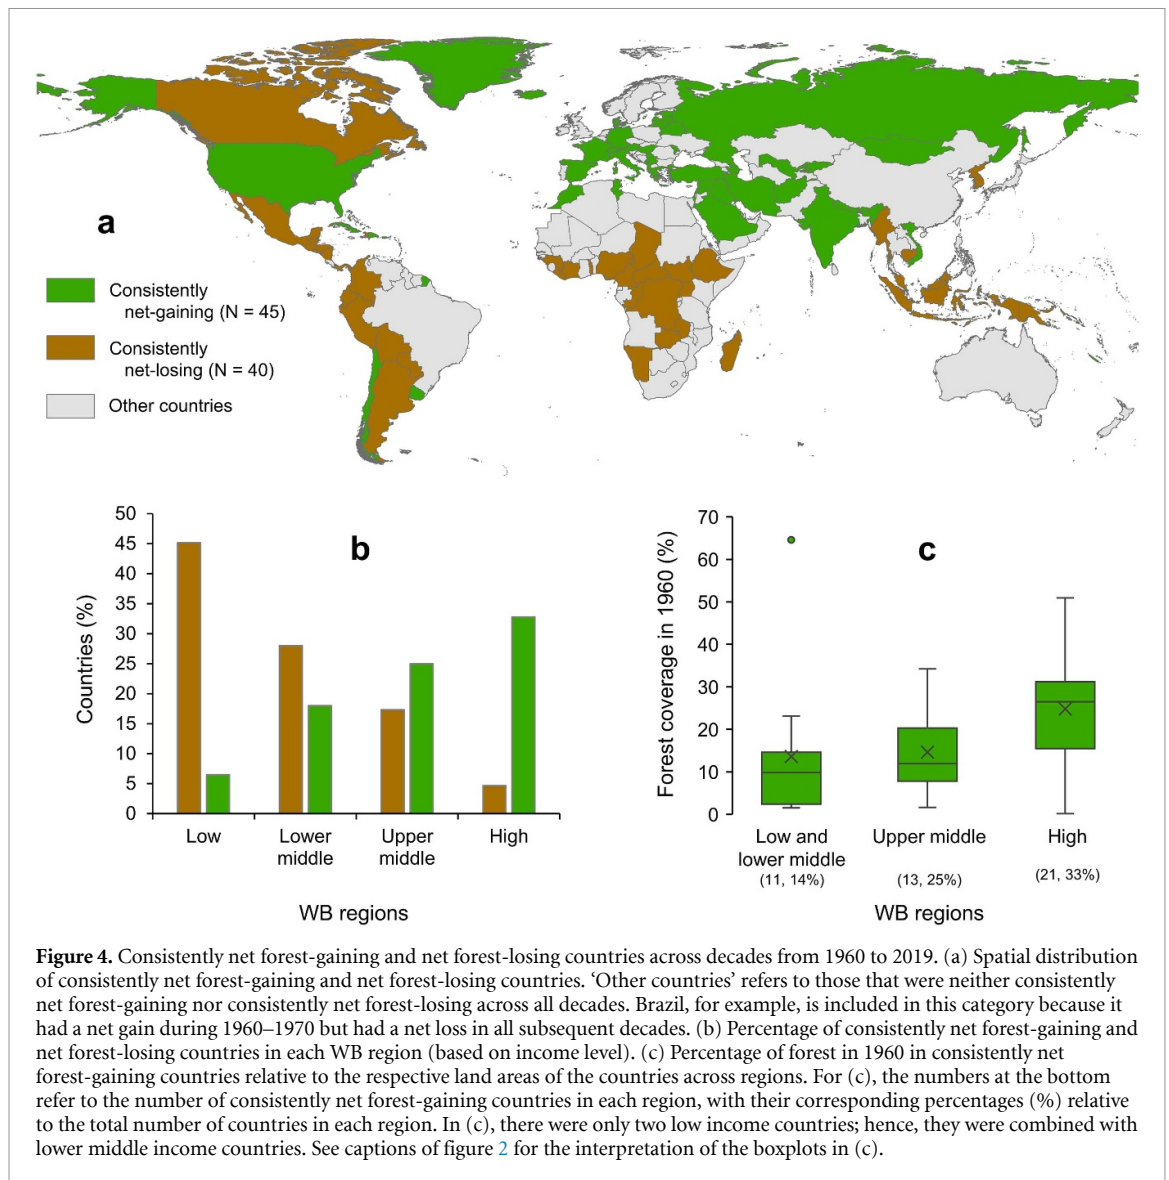 a
Consistently
net-gaining (N = 45)
Consistently
net-losing (N = 40)
Other countries
b
Countries (%)
50
45
40
35
30
25
20
15
10
5
0
Low
Lower
middle
Upper
middle
High
WB regions
c
Forest coverage in 1960 (%)
70
60
50
40
30
20
10
0
Low and
lower middle
(11, 14%)
Upper middle
(13, 25%)
High
(21, 33%)
WB regions
Figure 4. Consistently net forest-gaining and net forest-losing countries across decades from 1960 to 2019. (a) Spatial distribution
of consistently net forest-gaining and net forest-losing countries. ‘Other countries’ refers to those that were neither consistently
net forest-gaining nor consistently net forest-losing across all decades. Brazil, for example, is included in this category because it
had a net gain during 1960–1970 but had a net loss in all subsequent decades. (b) Percentage of consistently net forest-gaining and
net forest-losing countries in each WB region (based on income level). (c) Percentage of forest in 1960 in consistently net
forest-gaining countries relative to the respective land areas of the countries across regions. For (c), the numbers at the bottom
refer to the number of consistently net forest-gaining countries in each region, with their corresponding percentages (%) relative
to the total number of countries in each region. In (c), there were only two low income countries; hence, they were combined with
lower middle income countries. See captions of figure 2 for the interpretation of the boxplots in (c).